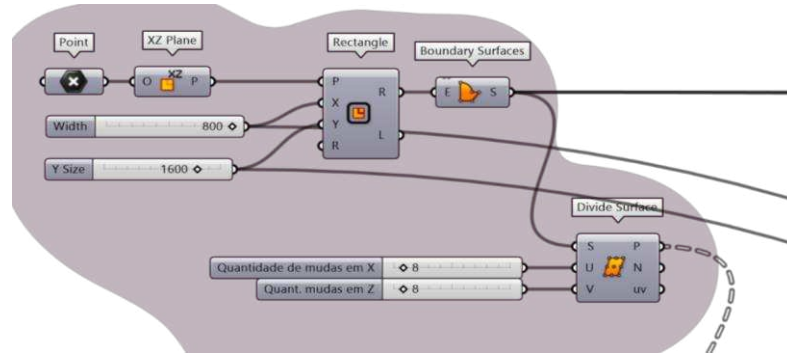 Point
XZ Plane
Rectangle
Boundary Surfaces
XZ
O P
P
X
Y
R
R
L
E S
Width 800
Y Size 1600
Divide Surface
S P
U N
V uv
Quantidade de mudas em X 8
Quant. mudas em Z 8